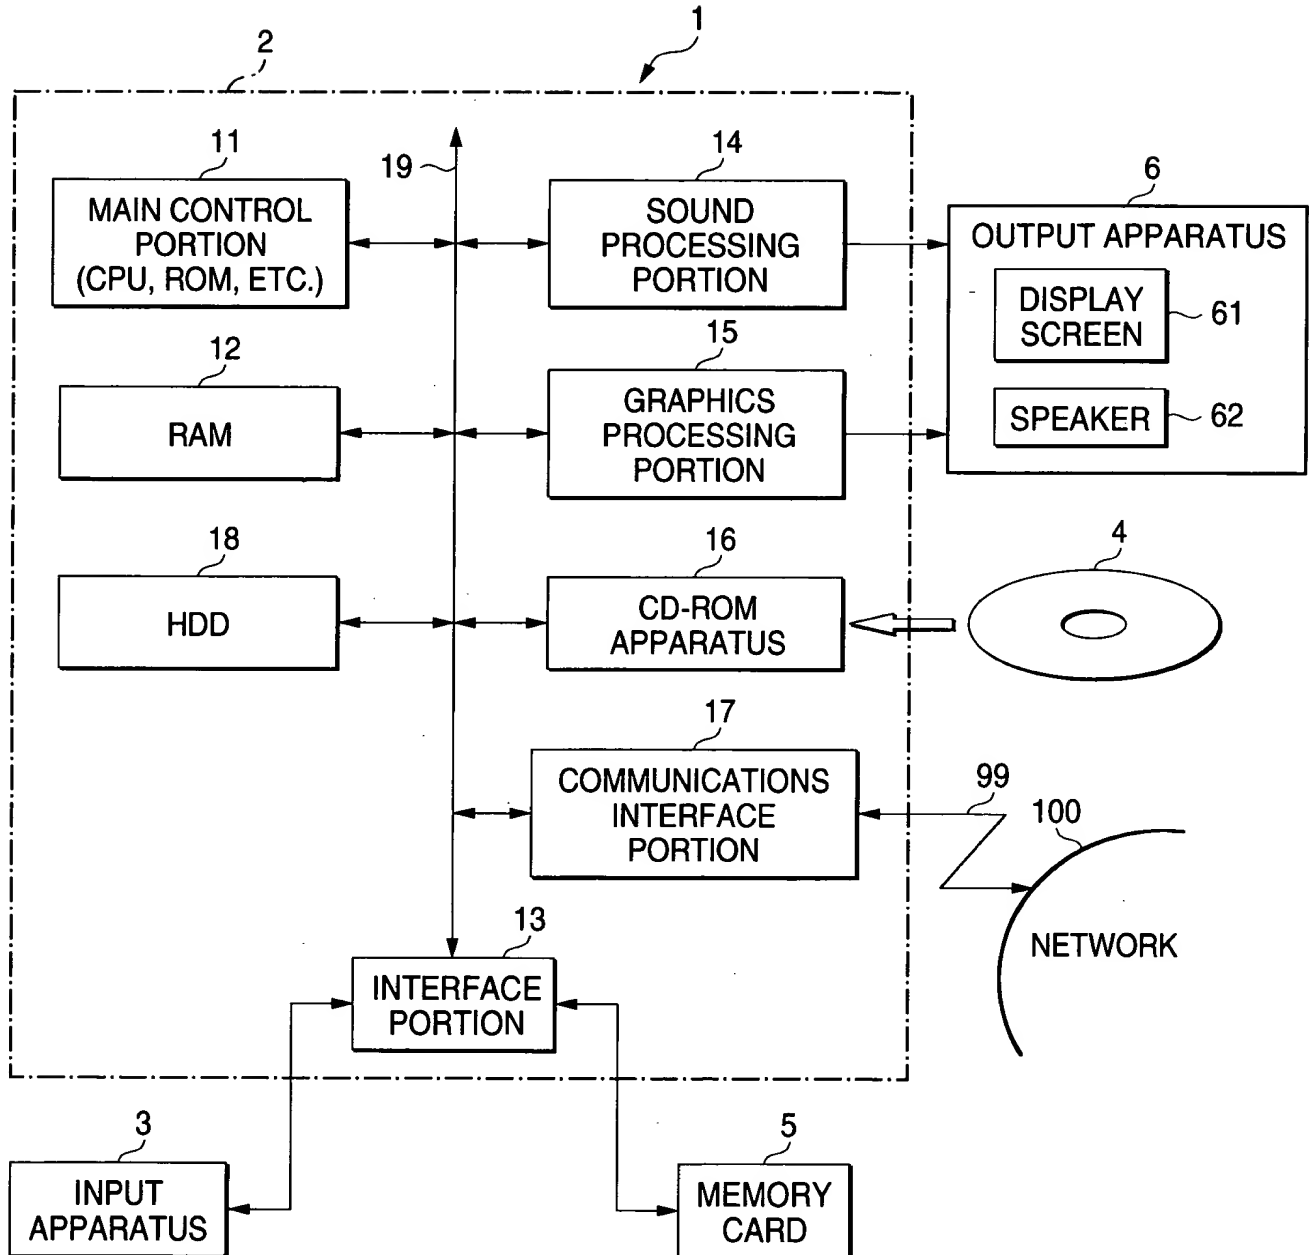 1
2
11
MAIN CONTROL
PORTION
(CPU, ROM, ETC.)
19
14
SOUND
PROCESSING
PORTION
6
OUTPUT APPARATUS
DISPLAY
SCREEN
61
SPEAKER
62
12
RAM
15
GRAPHICS
PROCESSING
PORTION
18
HDD
16
CD-ROM
APPARATUS
4
17
COMMUNICATIONS
INTERFACE
PORTION
99
100
NETWORK
13
INTERFACE
PORTION
3
INPUT
APPARATUS
5
MEMORY
CARD